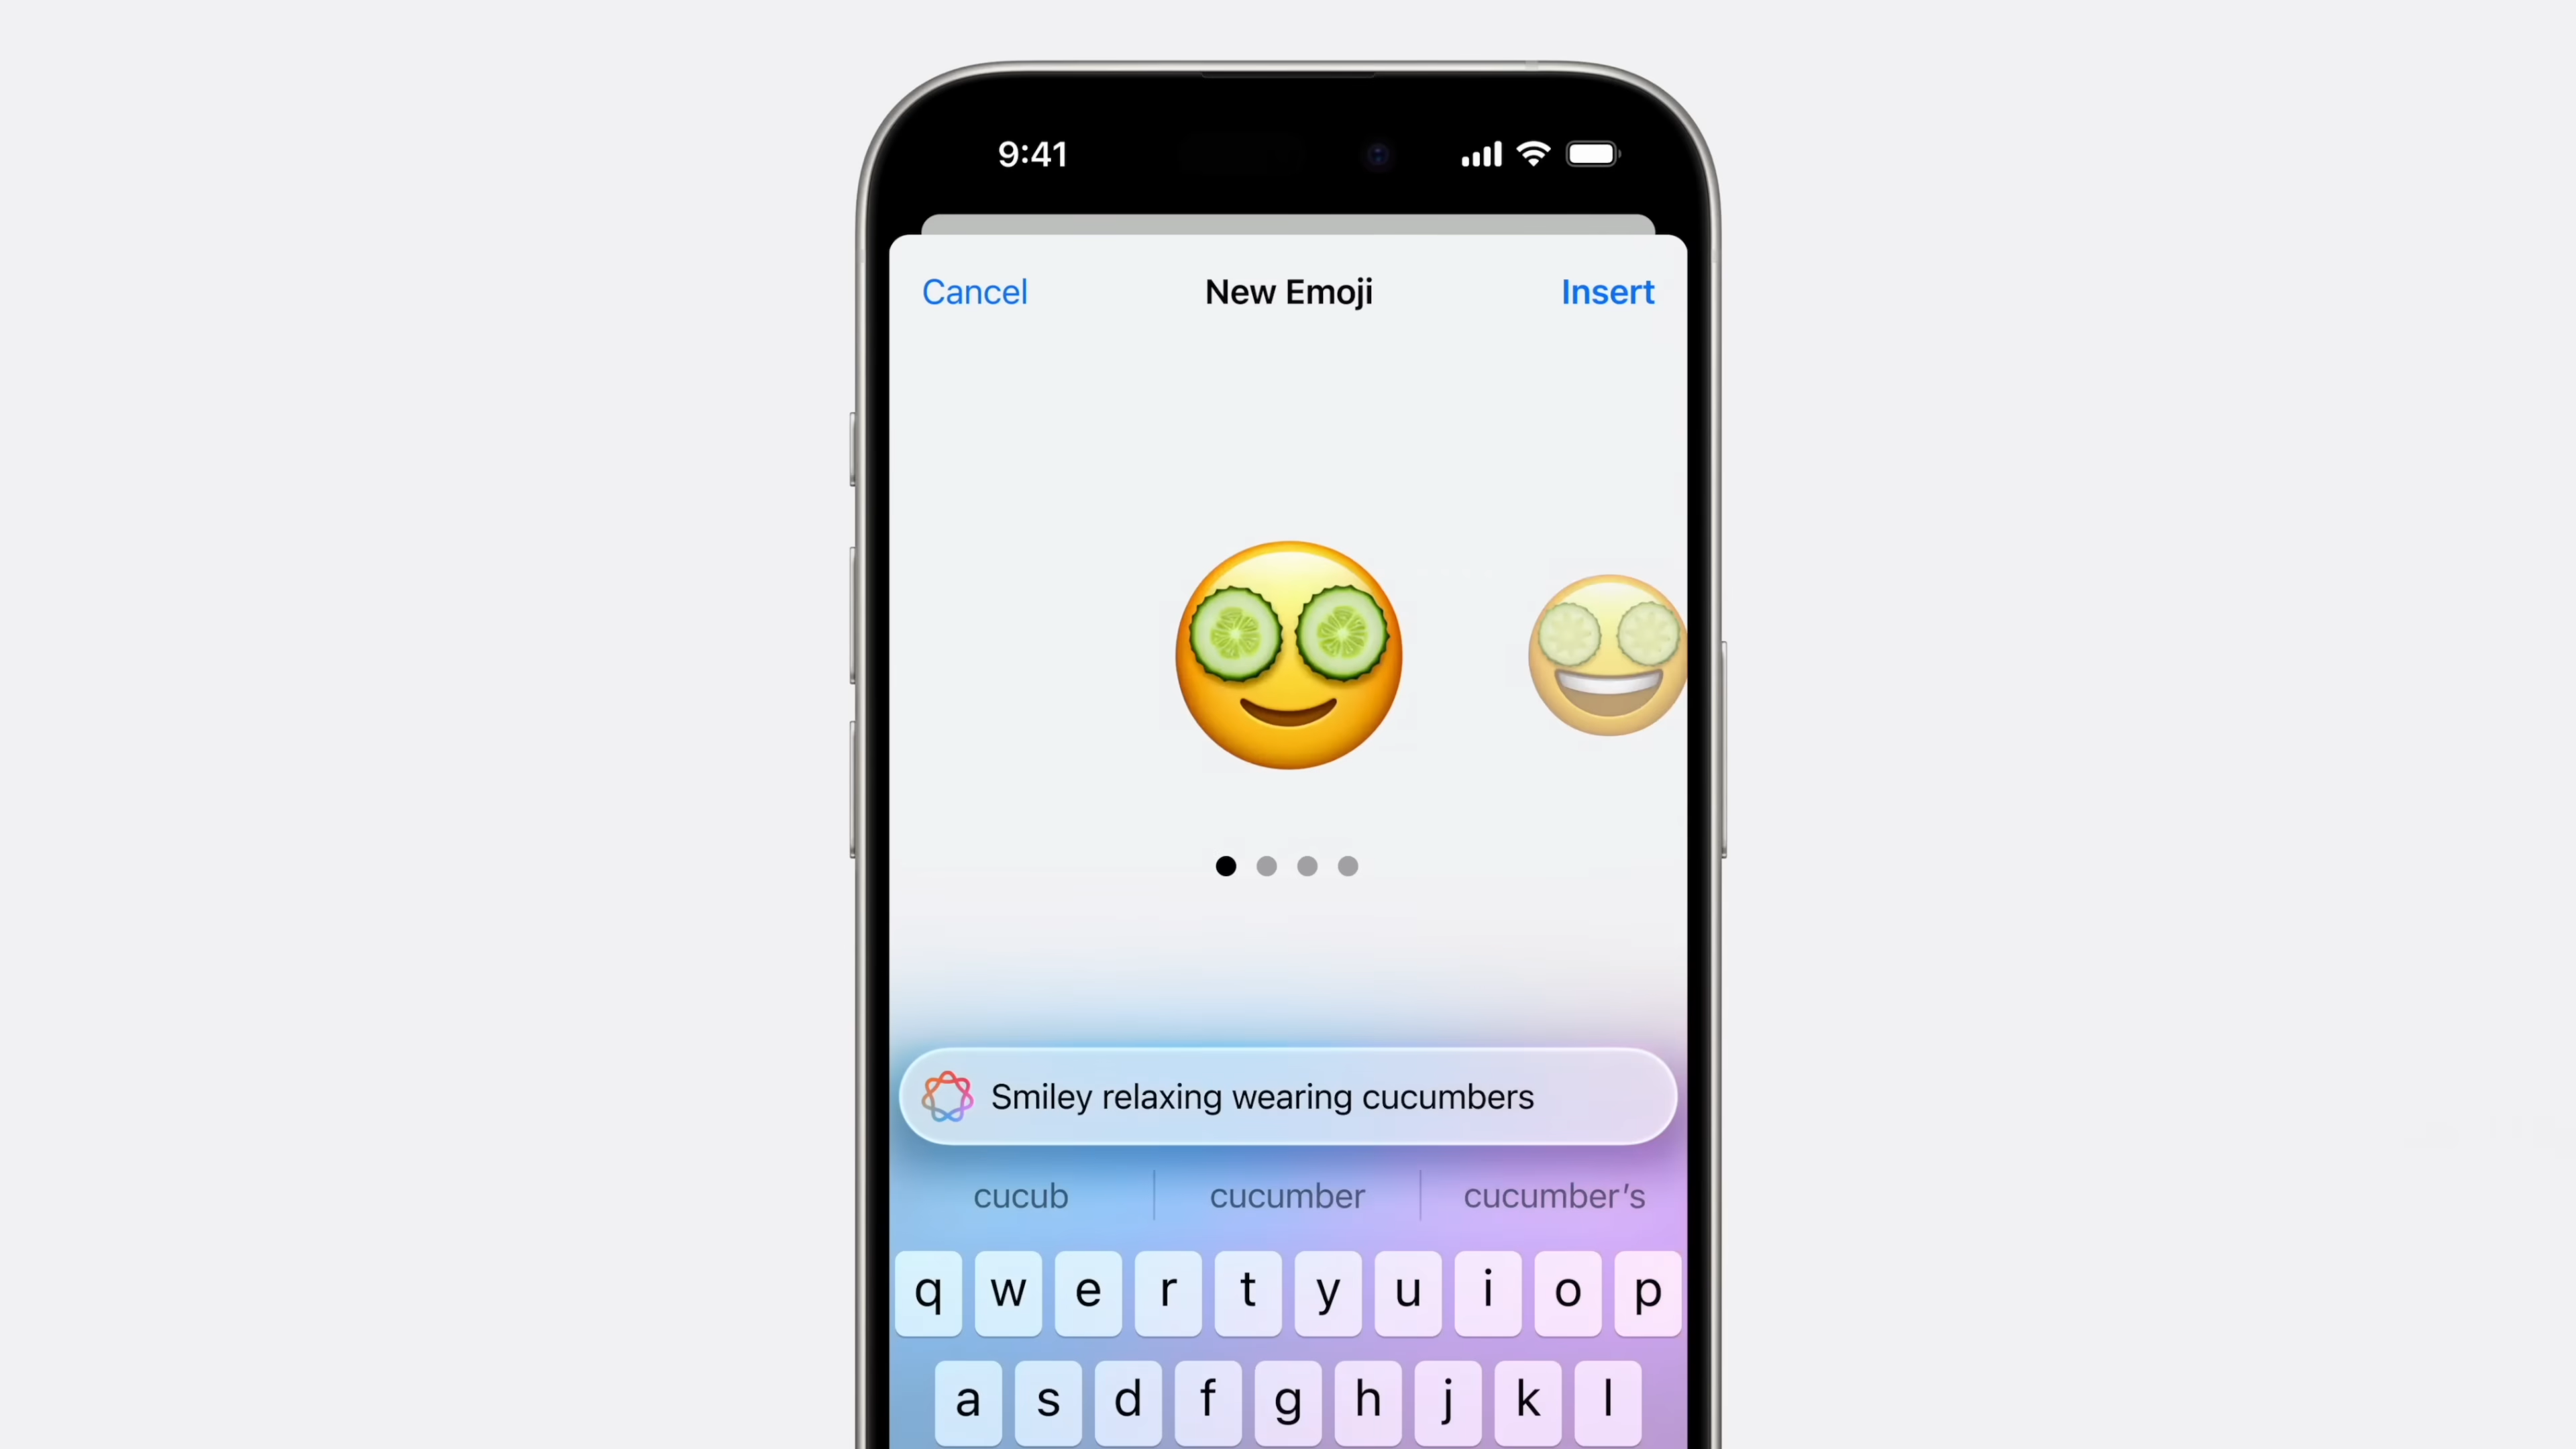 9:41
Cancel New Emoji Insert
Smiley relaxing wearing cucumbers
cucub cucumber cucumber’s
q w e r t y u i o p
a s d f g h j k l